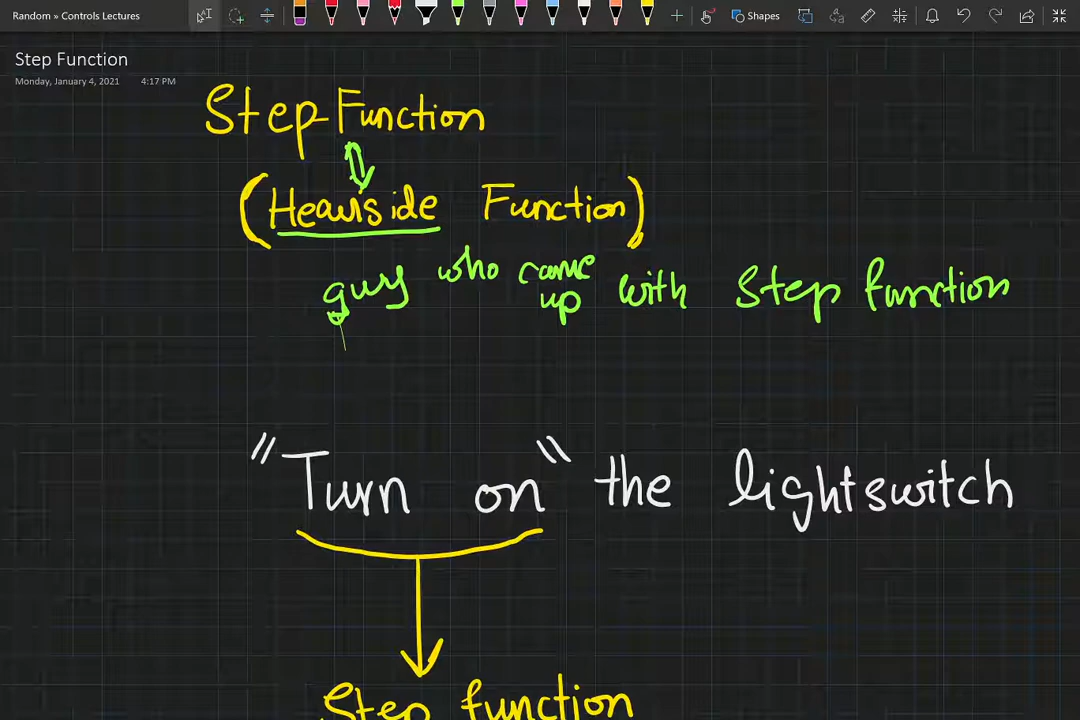 Random » Controls Lectures
Shapes
Step Function
Monday, January 4, 2021 4:17 PM
Step Function
(Heaviside Function)
guy who came up with Step function
"Turn on" the lightswitch
Step function